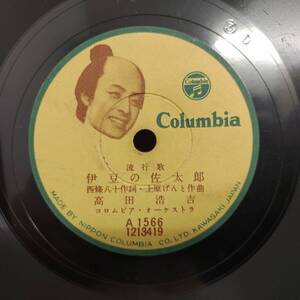 Columbia
流行歌
伊豆の佐太郎
西條八十作詞・上原げんと作曲
高田浩吉
コロムビア・オーケストラ
A 1566
1213419
MADE BY NIPPON COLUMBIA CO., LTD. KAWASAKI JAPAN